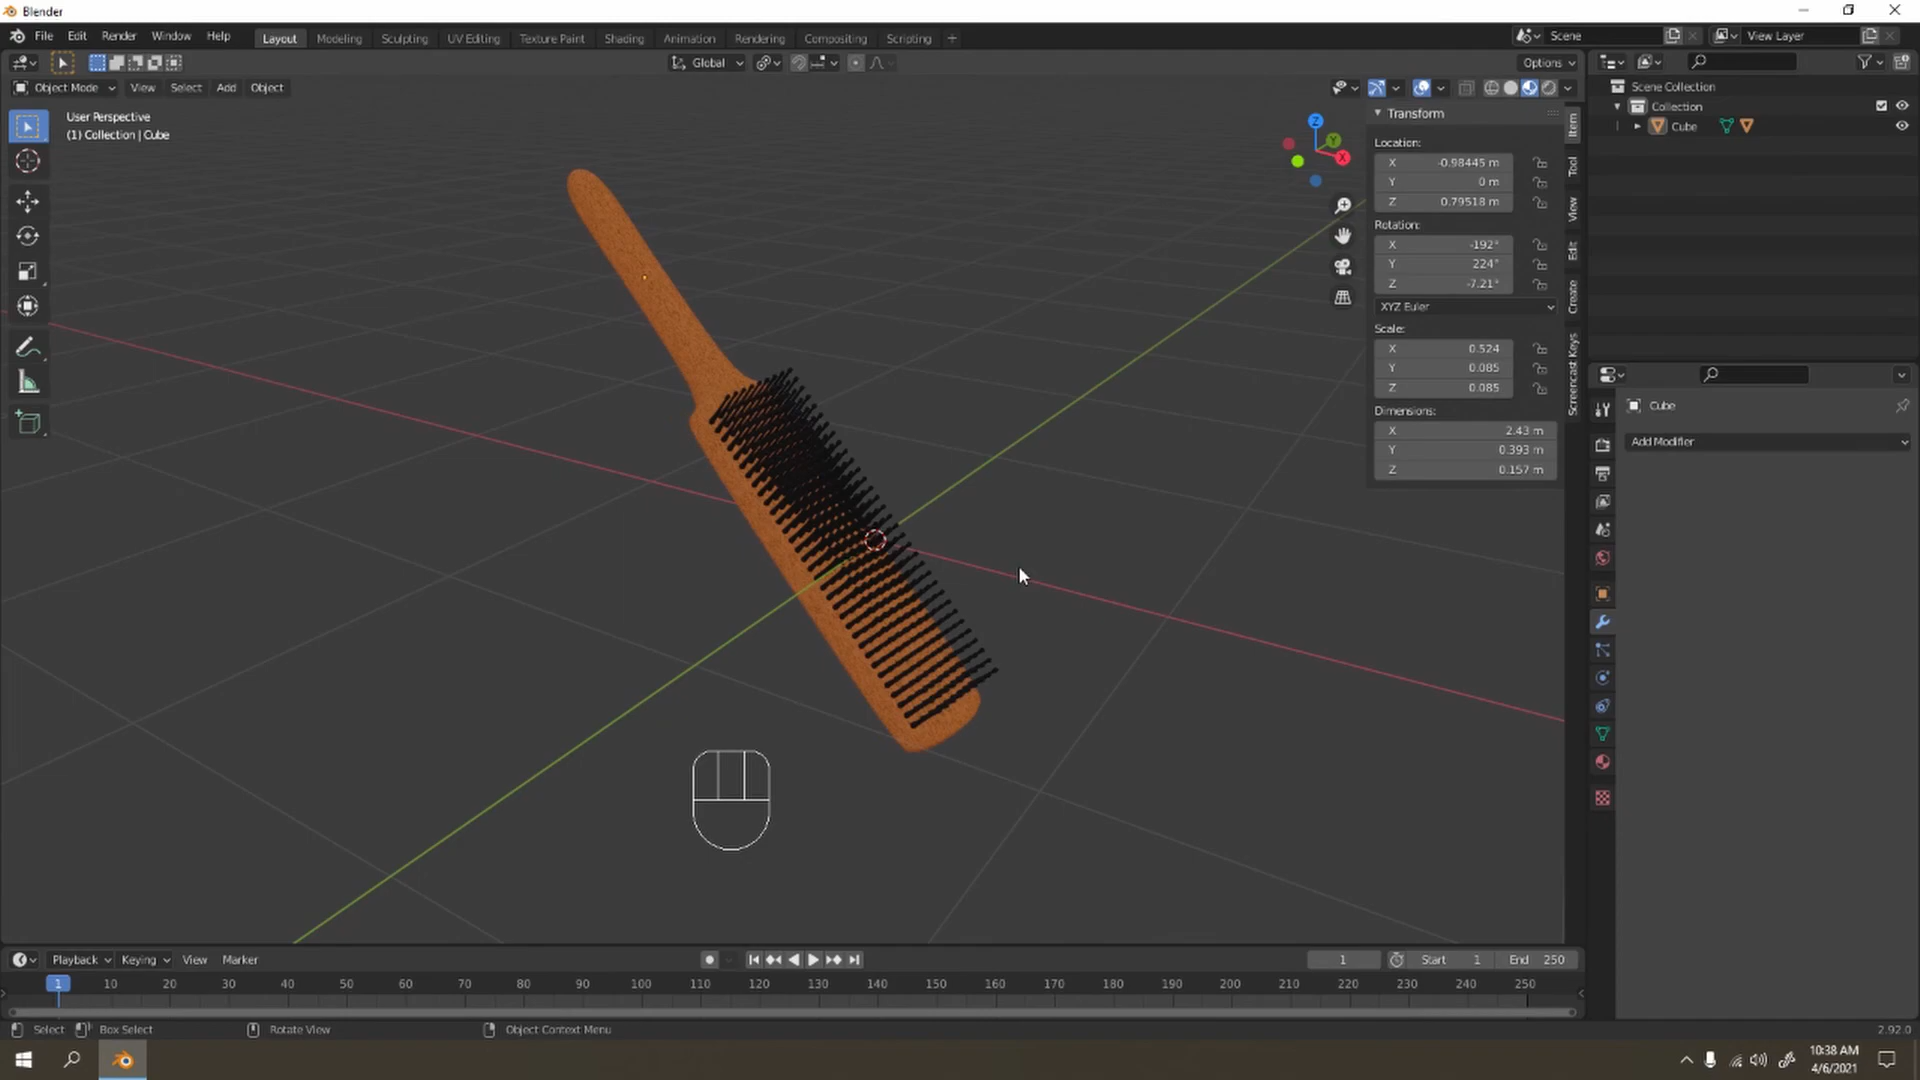 Blender
File Edit Render Window Help Layout Modeling Sculpting UV Editing Texture Paint Shading Animation Rendering Compositing Scripting + Scene View Layer
Global Options
Object Mode View Select Add Object
User Perspective
(1) Collection | Cube
Z Y X
Transform
Location:
X -0.98445 m
Y 0 m
Z 0.79518 m
Rotation:
X -192°
Y 224°
Z -7.21°
XYZ Euler
Scale:
X 0.524
Y 0.085
Z 0.085
Dimensions:
X 2.43 m
Y 0.393 m
Z 0.157 m
Item
Tool
View
Edit
Create
Screencast Keys
Scene Collection
Collection
Cube
Cube
Add Modifier
Playback Keying View Marker 1 Start 1 End 250
1 10 20 30 40 50 60 70 80 90 100 110 120 130 140 150 160 170 180 190 200 210 220 230 240 250
Select Box Select Rotate View Object Context Menu 2.92.0
10:38 AM
4/6/2021